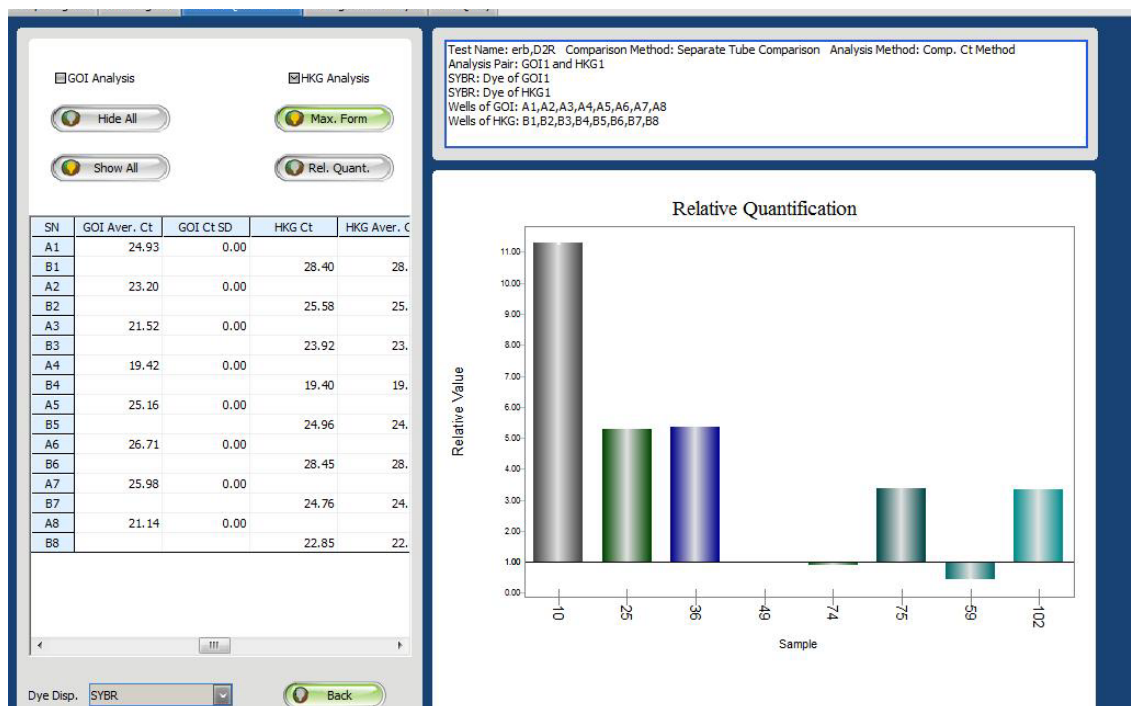 GOI Analysis
HKG Analysis
Hide All
Max. Form
Show All
Rel. Quant.
SN GOI Aver. Ct GOI Ct SD HKG Ct HKG Aver. C
A1 24.93 0.00
B1 28.40 28.
A2 23.20 0.00
B2 25.58 25.
A3 21.52 0.00
B3 23.92 23.
A4 19.42 0.00
B4 19.40 19.
A5 25.16 0.00
B5 24.96 24.
A6 26.71 0.00
B6 28.45 28.
A7 25.98 0.00
B7 24.76 24.
A8 21.14 0.00
B8 22.85 22.
Dye Disp. SYBR
Back
Test Name: erb,D2R Comparison Method: Separate Tube Comparison Analysis Method: Comp. Ct Method
Analysis Pair: GOI1 and HKG1
SYBR: Dye of GOI1
SYBR: Dye of HKG1
Wells of GOI: A1,A2,A3,A4,A5,A6,A7,A8
Wells of HKG: B1,B2,B3,B4,B5,B6,B7,B8
Relative Quantification
Relative Value
11.00
10.00
9.00
8.00
7.00
6.00
5.00
4.00
3.00
2.00
1.00
0.00
10 25 36 49 74 75 59 102
Sample